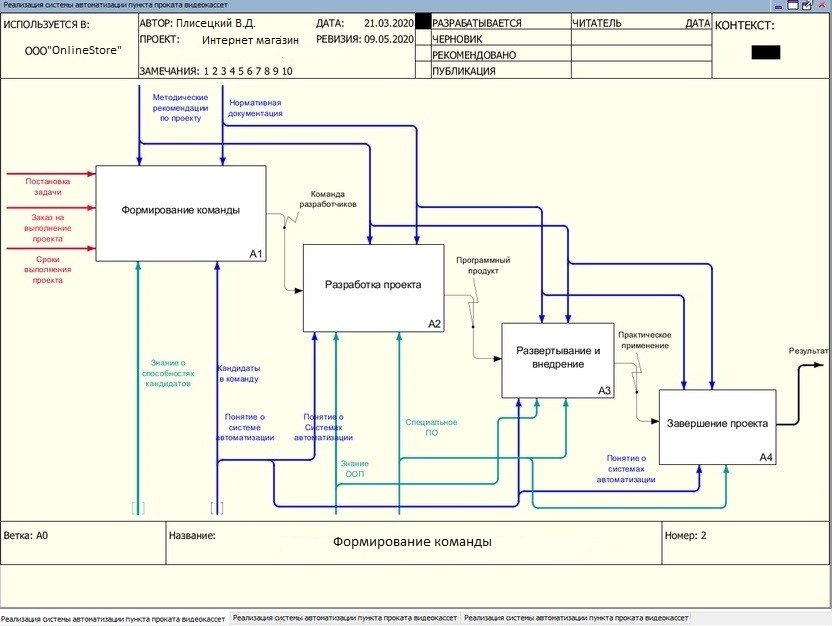 Реализация системы автоматизации пункта проката видеокассет
ИСПОЛЬЗУЕТСЯ В:
ООО"OnlineStore"
АВТОР: Плисецкий В.Д.
ДАТА: 21.03.2020
ПРОЕКТ: Интернет магазин
РЕВИЗИЯ: 09.05.2020
ЗАМЕЧАНИЯ: 1 2 3 4 5 6 7 8 9 10
РАЗРАБАТЫВАЕТСЯ
ЧЕРНОВИК
РЕКОМЕНДОВАНО
ПУБЛИКАЦИЯ
ЧИТАТЕЛЬ
ДАТА
КОНТЕКСТ:
Методические
рекомендации
по проекту
Нормативная
документация
Постановка
задачи
Заказ на
выполнение
проекта
Сроки
выполнения
проекта
Формирование команды
A1
Команда
разработчиков
Разработка проекта
A2
Программный
продукт
Развертывание и
внедрение
A3
Практическое
применение
Завершение проекта
A4
Результат
Знание о
способностях
кандидатов
Кандидаты
в команду
Понятие о
системе
автоматизации
Понятие о
Системах
автоматизации
Знание
ООП
Специальное
ПО
Понятие о
системах
автоматизации
Ветка: A0
Название:
Формирование команды
Номер: 2
Реализация системы автоматизации пункта проката видеокассет
Реализация системы автоматизации пункта проката видеокассет
Реализация системы автоматизации пункта проката видеокассет